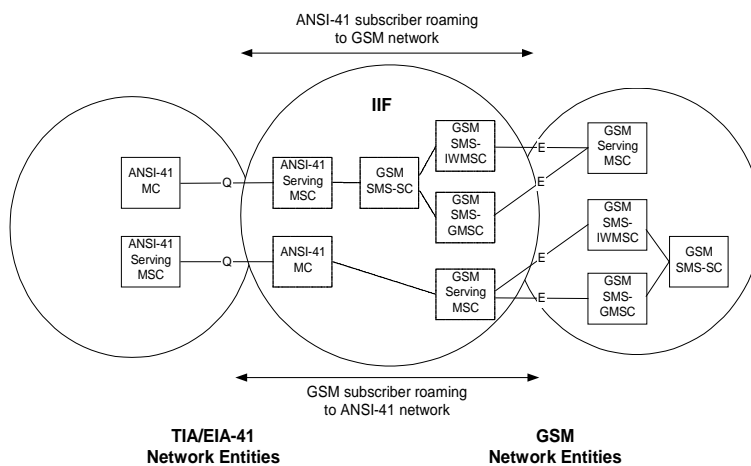 ANSI-41 subscriber roaming
to GSM network
IIF
ANSI-41
MC
Q
ANSI-41
Serving
MSC
GSM
SMS-SC
GSM
SMS-
IWMSC
GSM
SMS-
GMSC
E
E
GSM
Serving
MSC
ANSI-41
Serving
MSC
Q
ANSI-41
MC
GSM
Serving
MSC
E
E
GSM
SMS-
IWMSC
GSM
SMS-
GMSC
GSM
SMS-SC
GSM subscriber roaming
to ANSI-41 network
TIA/EIA-41
Network Entities
GSM
Network Entities